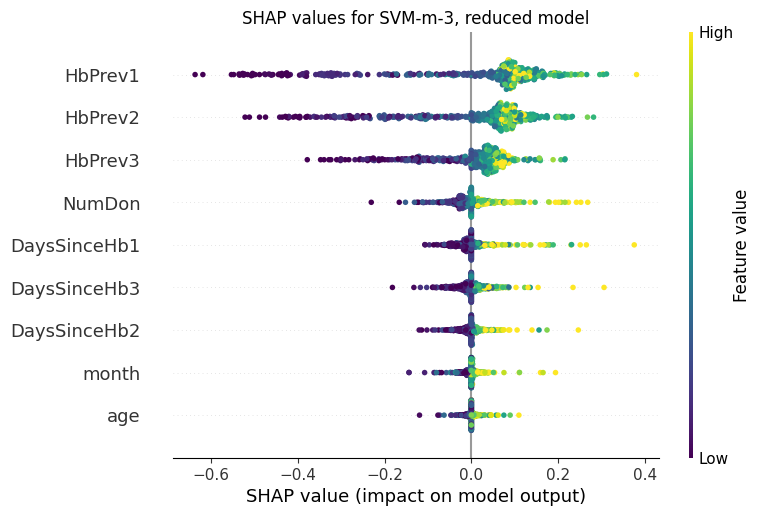 SHAP values for SVM-m-3, reduced model
High
HbPrev1
HbPrev2
HbPrev3
NumDon
DaysSinceHb1
DaysSinceHb3
DaysSinceHb2
month
age
Feature value
Low
−0.6 −0.4 −0.2 0.0 0.2 0.4
SHAP value (impact on model output)